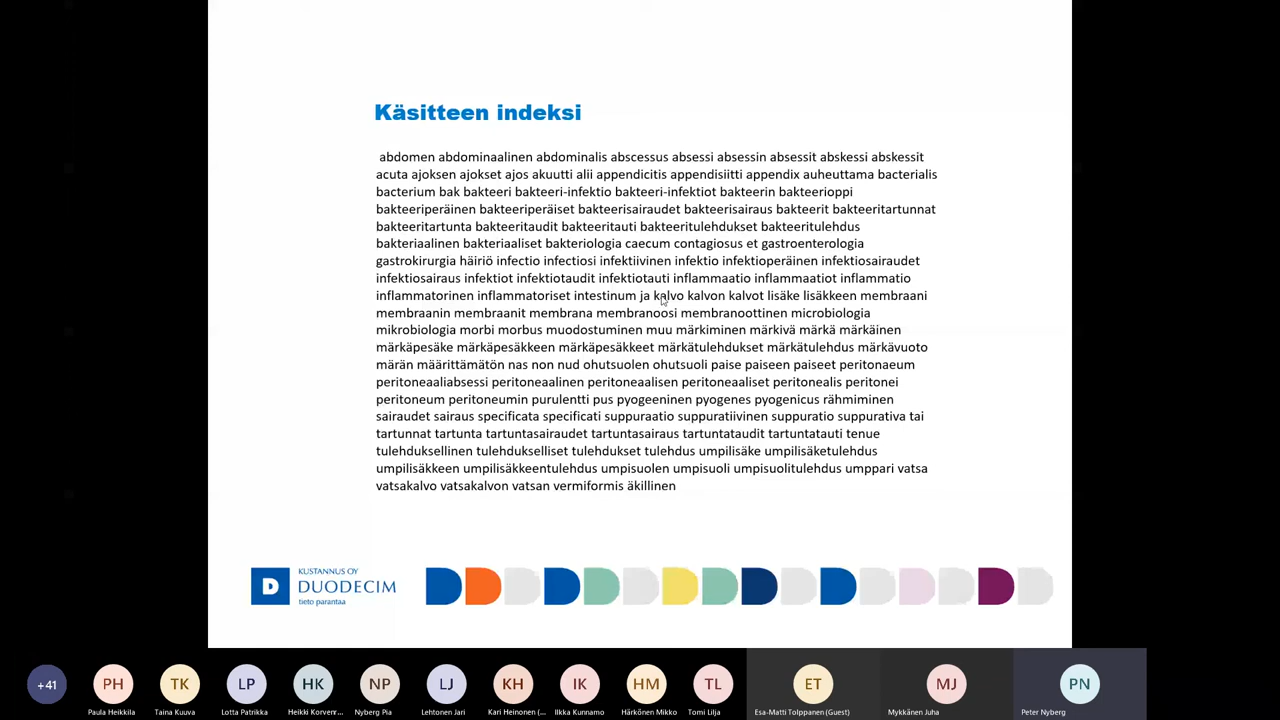 Käsitteen indeksi
abdomen abdominaalinen abdominalis abscessus absessi absessin absessit abskessi abskessit
acuta ajoksen ajokset ajos akuutti alii appendicitis appendisiitti appendix auheuttama bacterialis
bacterium bak bakteeri bakteeri-infektio bakteeri-infektiot bakteerin bakteerioppi
bakteeriperäinen bakteeriperäiset bakteerisairaudet bakteerisairaus bakteerit bakteeritartunnat
bakteeritartunta bakteeritaudit bakteeritauti bakteeritulehdukset bakteeritulehdus
bakteriaalinen bakteriaaliset bakteriologia caecum contagiosus et gastroenterologia
gastrokirurgia häiriö infectio infectiosi infektiivinen infektio infektioperäinen infektiosairaudet
infektiosairaus infektiot infektiotaudit infektiotauti inflammaatio inflammaatiot inflammatio
inflammatorinen inflammatoriset intestinum ja kalvo kalvon kalvot lisäke lisäkkeen membraani
membraanin membraanit membrana membranoosi membranoottinen microbiologia
mikrobiologia morbi morbus muodostuminen muu märkiminen märkivä märkä märkäinen
märkäpesäke märkäpesäkkeen märkäpesäkkeet märkätulehdukset märkätulehdus märkävuoto
märän määrittämätön nas non nud ohutsuolen ohutsuoli paise paiseen paiseet peritonaeum
peritoneaaliabsessi peritoneaalinen peritoneaalisen peritoneaaliset peritonealis peritonei
peritoneum peritoneumin purulentti pus pyogeeninen pyogenes pyogenicus rähmiminen
sairaudet sairaus specificata specificati suppuraatio suppuratiivinen suppuratio suppurativa tai
tartunnat tartunta tartuntasairaudet tartuntasairaus tartuntataudit tartuntatauti tenue
tulehduksellinen tulehdukselliset tulehdukset tulehdus umpilisäke umpilisäketulehdus
umpilisäkkeen umpilisäkkeentulehdus umpisuolen umpisuoli umpisuolitulehdus umppari vatsa
vatsakalvo vatsakalvon vatsan vermiformis äkillinen
D KUSTANNUS OY
DUODECIM
tieto parantaa
+41 PH TK LP HK NP LJ KH IK HM TL ET MJ PN
Paula Heikkila Taina Kuuva Lotta Patrikka Heikki Korvenr... Nyberg Pia Lehtonen Jari Kari Heinonen (... Ilkka Kunnamo Härkönen Mikko Tomi Lilja Esa-Matti Tolppanen (Guest) Mykkänen Juha Peter Nyberg